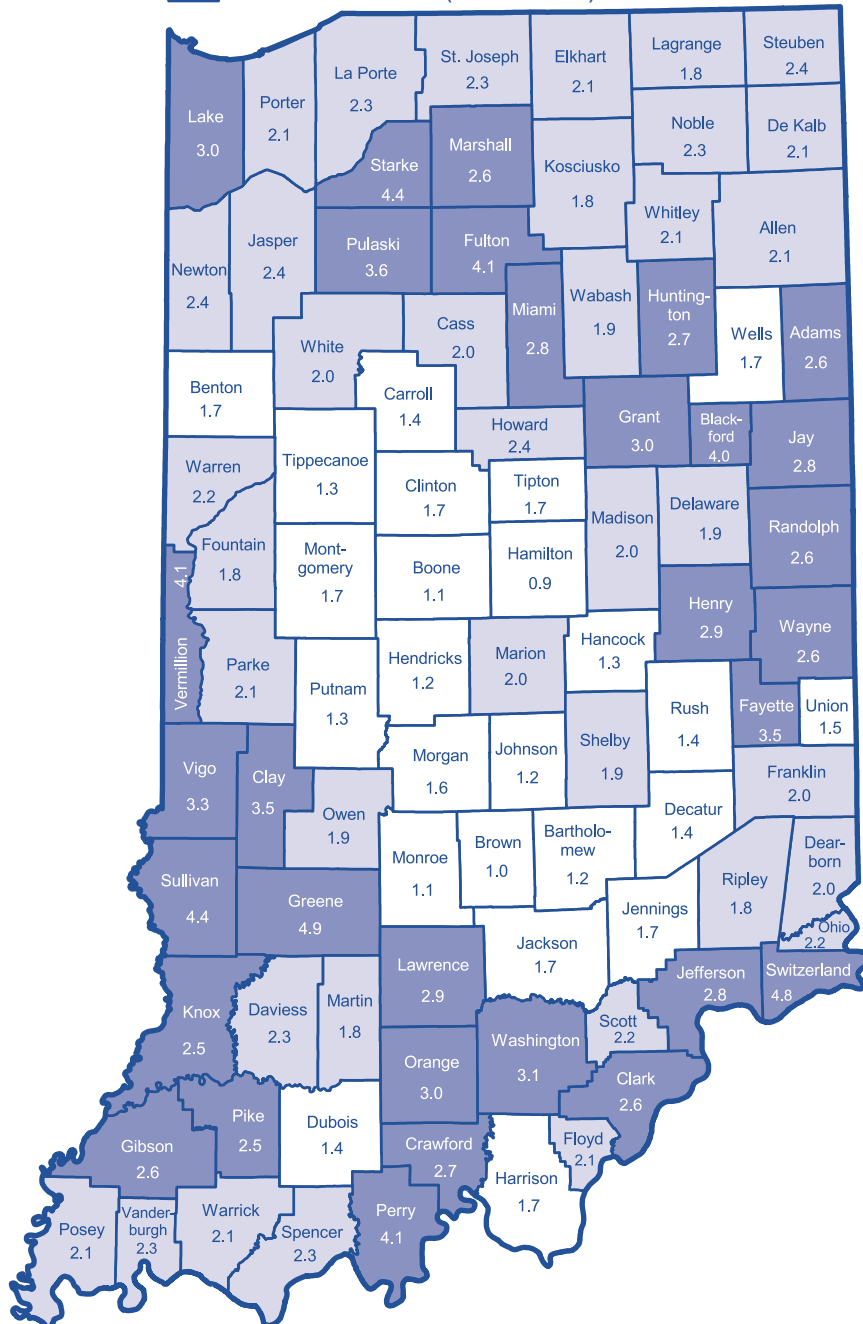 Lake
3.0
Porter
2.1
La Porte
2.3
St. Joseph
2.3
Elkhart
2.1
Lagrange
1.8
Steuben
2.4
Noble
2.3
De Kalb
2.1
Starke
4.4
Marshall
2.6
Kosciusko
1.8
Whitley
2.1
Allen
2.1
Newton
2.4
Jasper
2.4
Pulaski
3.6
Fulton
4.1
Miami
2.8
Wabash
1.9
Hunting-
ton
2.7
Wells
1.7
Adams
2.6
White
2.0
Cass
2.0
Benton
1.7
Carroll
1.4
Howard
2.4
Grant
3.0
Black-
ford
4.0
Jay
2.8
Warren
2.2
Tippecanoe
1.3
Clinton
1.7
Tipton
1.7
Madison
2.0
Delaware
1.9
Randolph
2.6
Fountain
1.8
Mont-
gomery
1.7
Boone
1.1
Hamilton
0.9
Henry
2.9
Wayne
2.6
Vermillion
4.1
Parke
2.1
Putnam
1.3
Hendricks
1.2
Marion
2.0
Hancock
1.3
Rush
1.4
Fayette
3.5
Union
1.5
Vigo
3.3
Clay
3.5
Morgan
1.6
Johnson
1.2
Shelby
1.9
Franklin
2.0
Owen
1.9
Decatur
1.4
Sullivan
4.4
Greene
4.9
Monroe
1.1
Brown
1.0
Bartholo-
mew
1.2
Ripley
1.8
Dear-
born
2.0
Jennings
1.7
Ohio
2.2
Jackson
1.7
Lawrence
2.9
Jefferson
2.8
Switzerland
4.8
Knox
2.5
Daviess
2.3
Martin
1.8
Scott
2.2
Orange
3.0
Washington
3.1
Clark
2.6
Gibson
2.6
Pike
2.5
Dubois
1.4
Crawford
2.7
Floyd
2.1
Harrison
1.7
Posey
2.1
Vander-
burgh
2.3
Warrick
2.1
Spencer
2.3
Perry
4.1